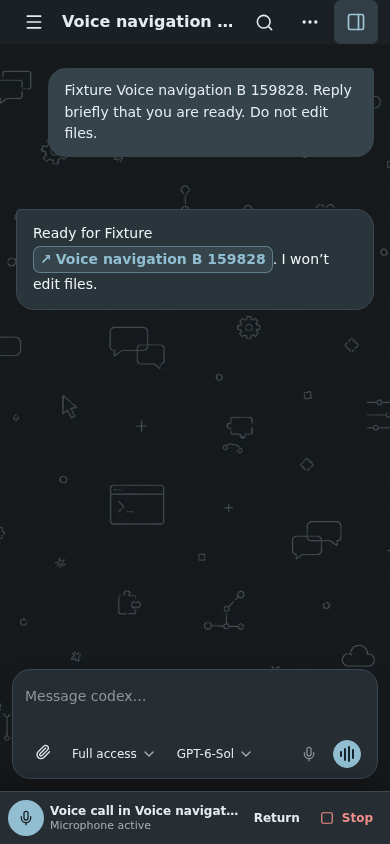 Voice navigation ...
Fixture Voice navigation B 159828. Reply
briefly that you are ready. Do not edit
files.
Ready for Fixture
↗ Voice navigation B 159828. I won’t
edit files.
Message codex...
Full access
GPT-6-Sol
Voice call in Voice navigat...
Return
Stop
Microphone active